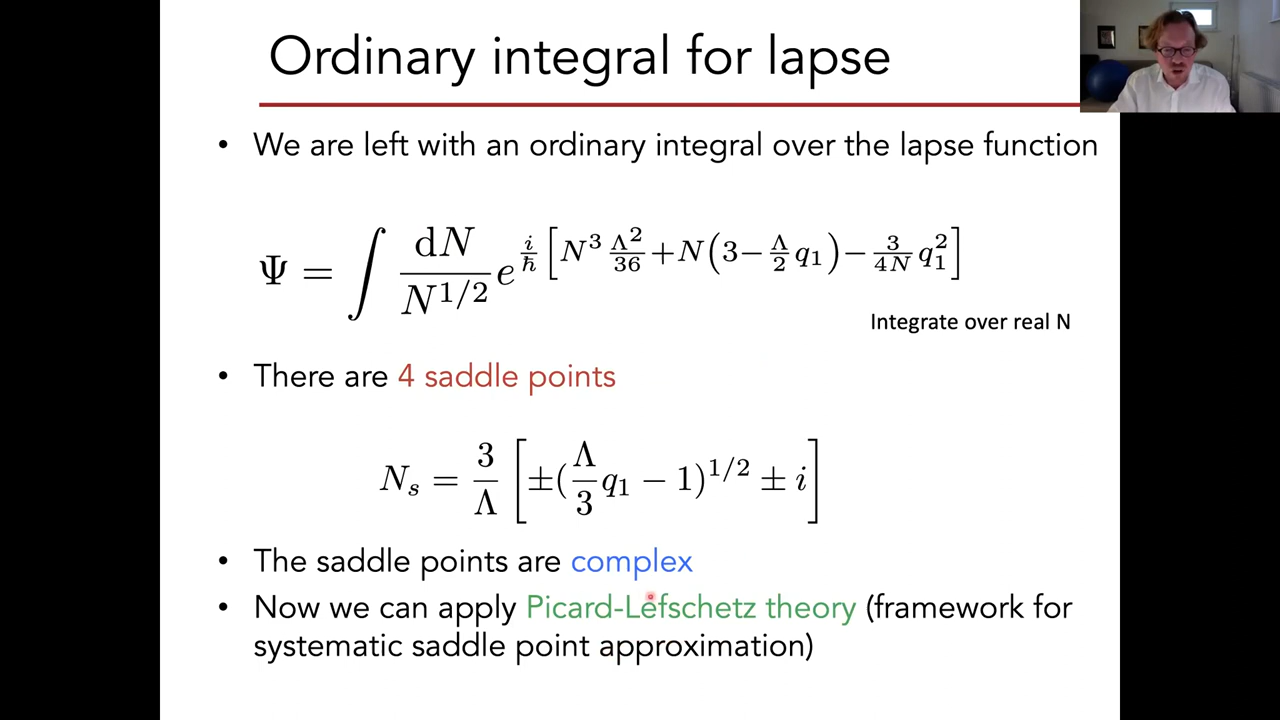 Ordinary integral for lapse
• We are left with an ordinary integral over the lapse function
Ψ = ∫ dN/N^{1/2} e^{i/ħ [N³ Λ²/36 + N(3 − Λ/2 q₁) − 3/4N q₁²]}
Integrate over real N
• There are 4 saddle points
N_s = 3/Λ [±(Λ/3 q₁ − 1)^{1/2} ± i]
• The saddle points are complex
• Now we can apply Picard-Lefschetz theory (framework for
systematic saddle point approximation)